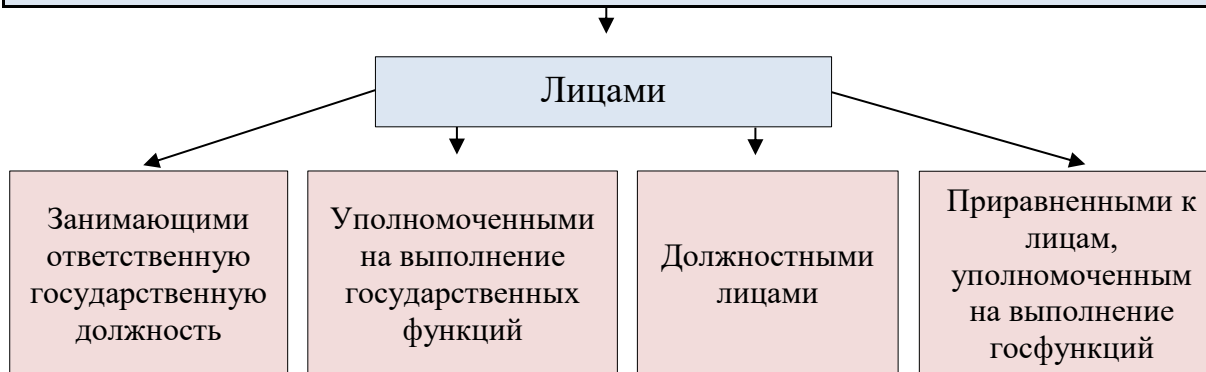 Лицами
Занимающими
ответственную
государственную
должность
Уполномоченными
на выполнение
государственных
функций
Должностными
лицами
Приравненными к
лицам,
уполномоченным
на выполнение
госфункций